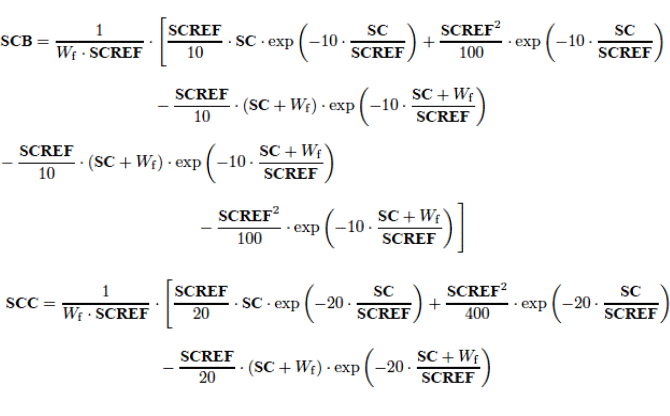 SCB = 1/(W_f · SCREF) · [ SCREF/10 · SC · exp(−10 · SC/SCREF) + SCREF²/100 · exp(−10 · SC/SCREF)
− SCREF/10 · (SC + W_f) · exp(−10 · (SC + W_f)/SCREF)
− SCREF/10 · (SC + W_f) · exp(−10 · (SC + W_f)/SCREF)
− SCREF²/100 · exp(−10 · (SC + W_f)/SCREF) ]
SCC = 1/(W_f · SCREF) · [ SCREF/20 · SC · exp(−20 · SC/SCREF) + SCREF²/400 · exp(−20 · SC/SCREF)
− SCREF/20 · (SC + W_f) · exp(−20 · (SC + W_f)/SCREF)